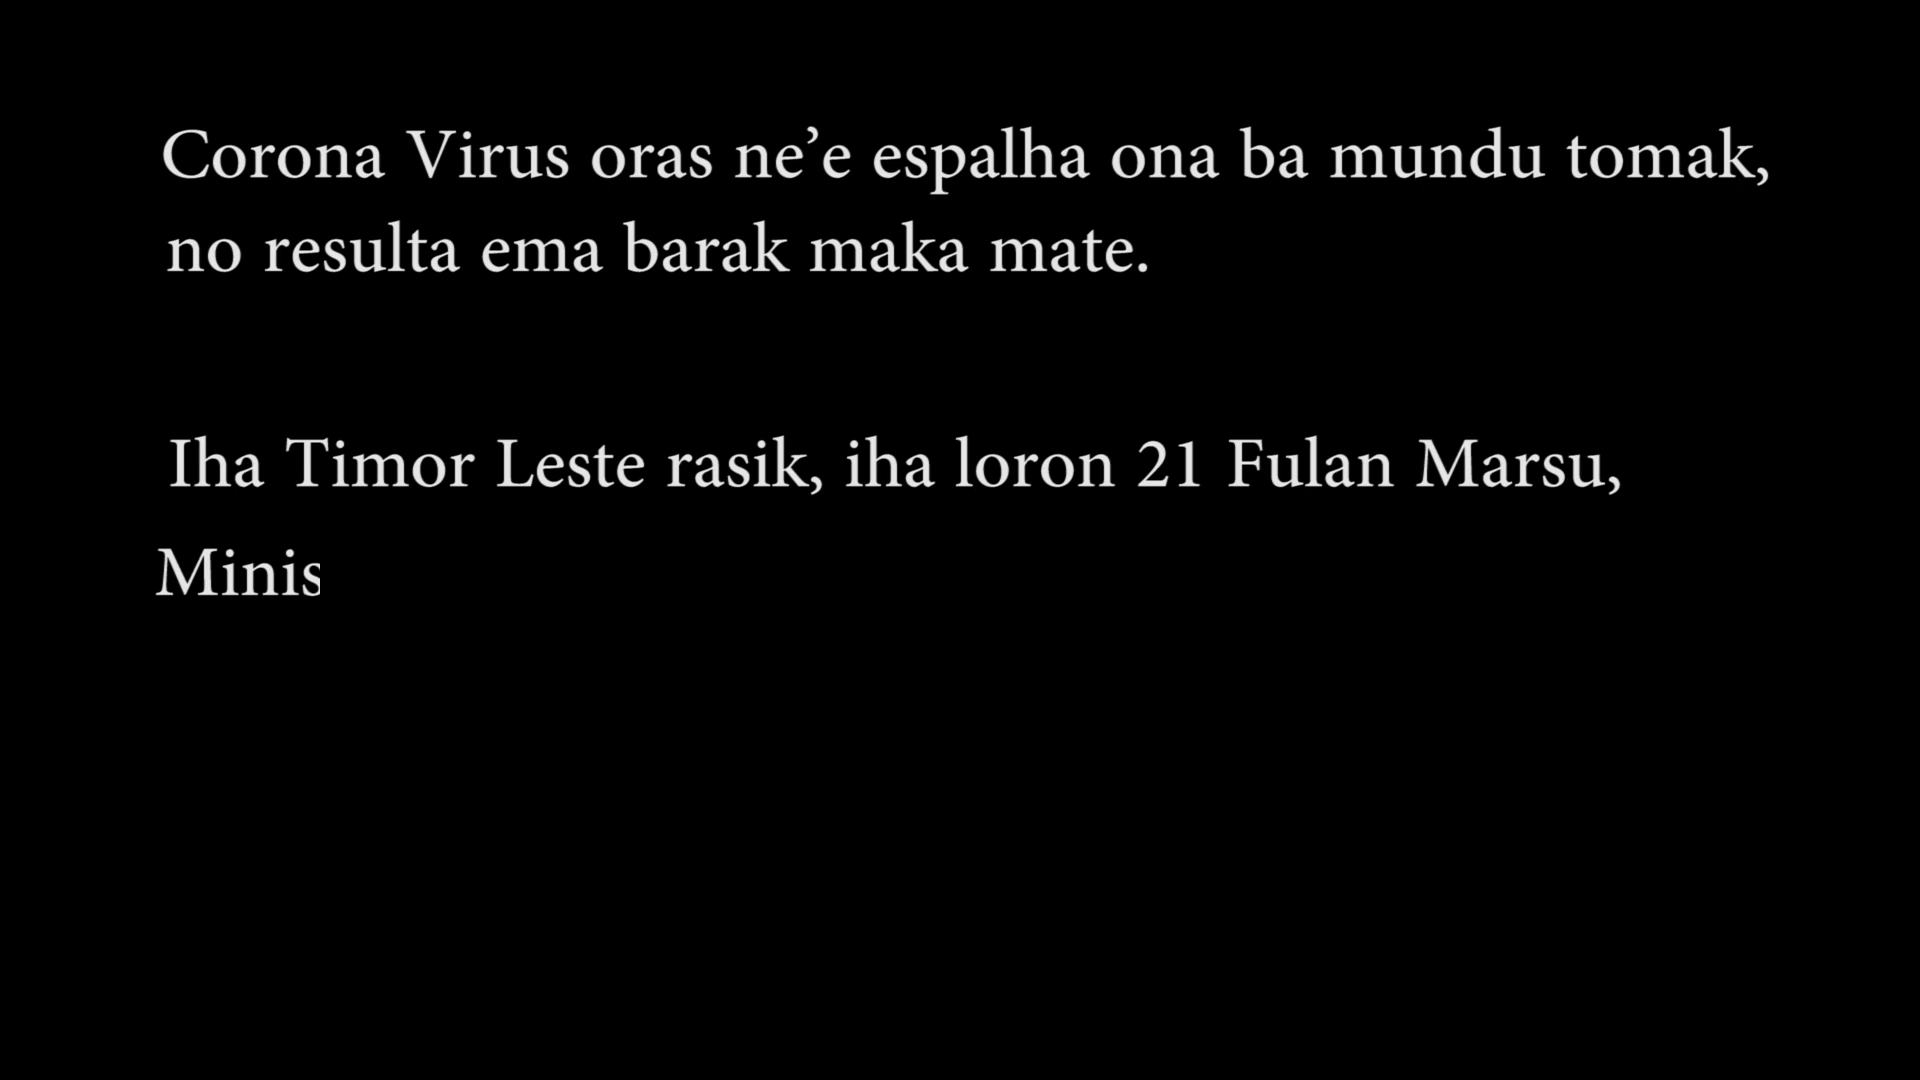 Corona Virus oras ne’e espalha ona ba mundu tomak,
no resulta ema barak maka mate.
Iha Timor Leste rasik, iha loron 21 Fulan Marsu,
Minis